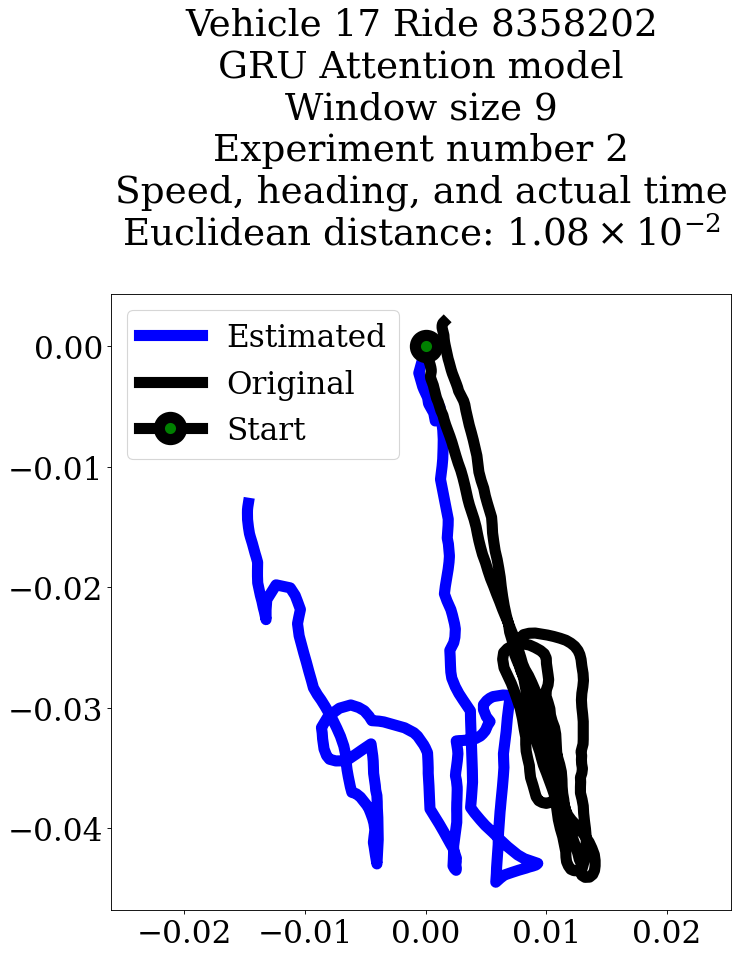 Vehicle 17 Ride 8358202
GRU Attention model
Window size 9
Experiment number 2
Speed, heading, and actual time
Euclidean distance: 1.08 × 10⁻²
Estimated
Original
Start
0.00
−0.01
−0.02
−0.03
−0.04
−0.02 −0.01 0.00 0.01 0.02